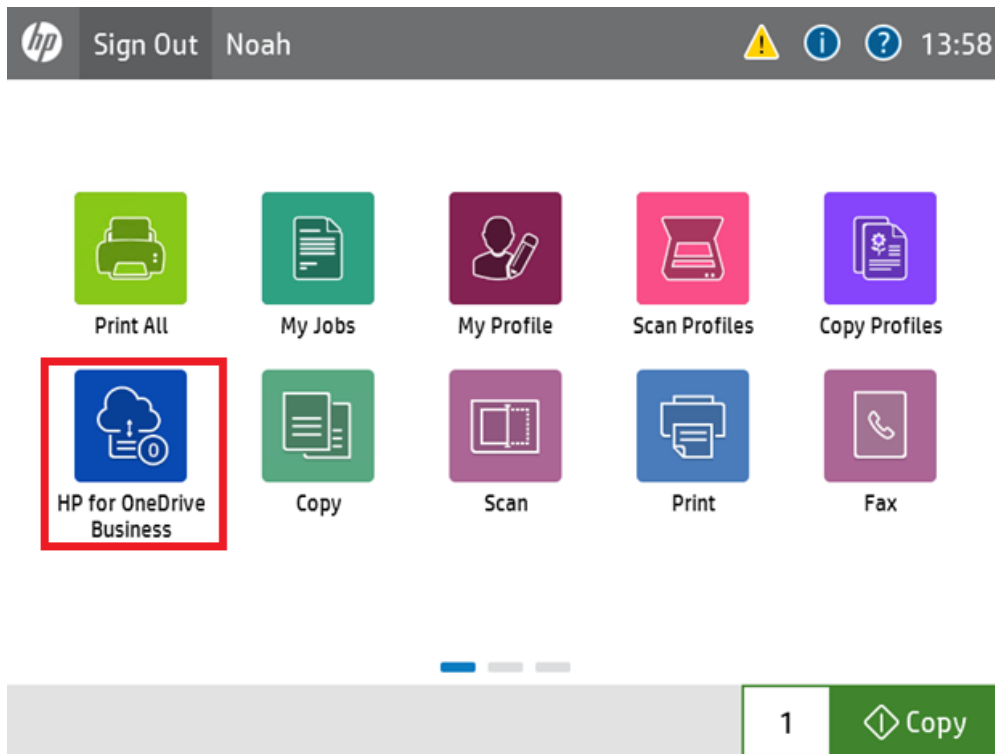 hp Sign Out Noah ! i ? 13:58
Print All My Jobs My Profile Scan Profiles Copy Profiles
HP for OneDrive Copy Scan Print Fax
Business
1 Copy